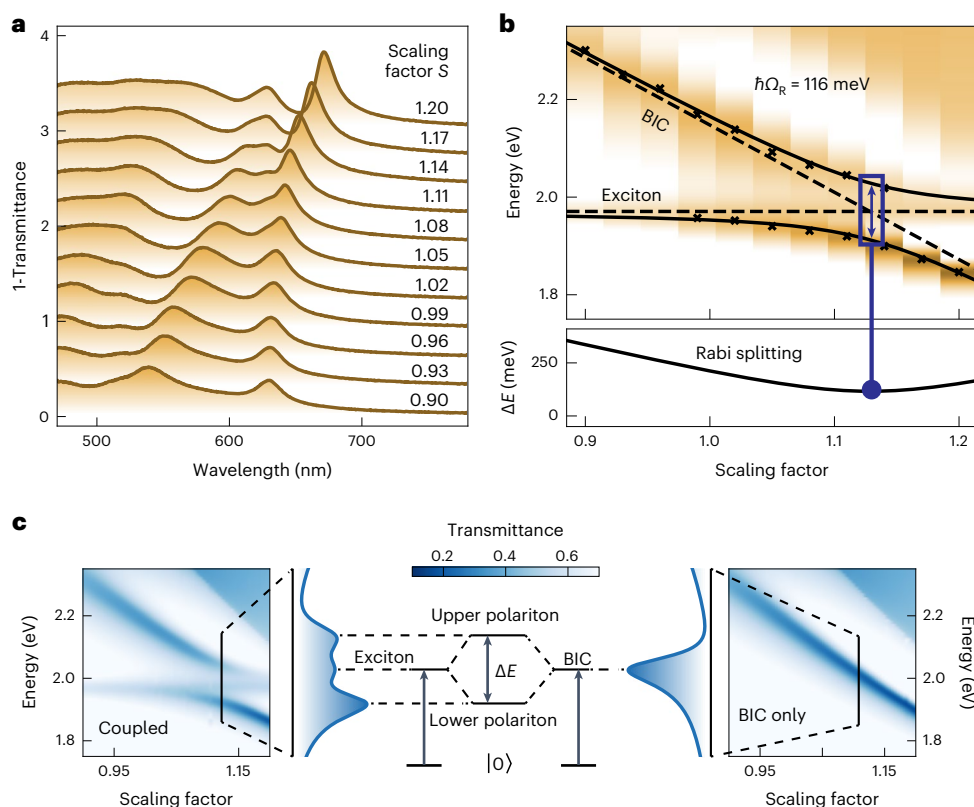 a
4
3
2
1
0
1-Transmittance
Scaling
factor S
1.20
1.17
1.14
1.11
1.08
1.05
1.02
0.99
0.96
0.93
0.90
500
600
700
Wavelength (nm)
b
2.2
2.0
1.8
Energy (eV)
ħΩR = 116 meV
BIC
Exciton
250
0
ΔE (meV)
Rabi splitting
0.9
1.0
1.1
1.2
Scaling factor
c
Transmittance
0.2
0.4
0.6
2.2
2.0
1.8
Energy (eV)
Coupled
0.95
1.15
Scaling factor
Upper polariton
Exciton
ΔE
BIC
Lower polariton
|0⟩
BIC only
2.2
2.0
1.8
Energy (eV)
0.95
1.15
Scaling factor